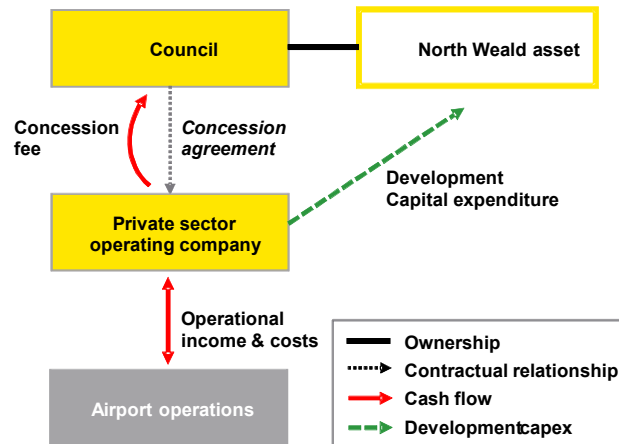 Council
North Weald asset
Concession
fee
Concession
agreement
Development
Capital expenditure
Private sector
operating company
Operational
income & costs
Airport operations
Ownership
Contractual relationship
Cash flow
Developmentcapex